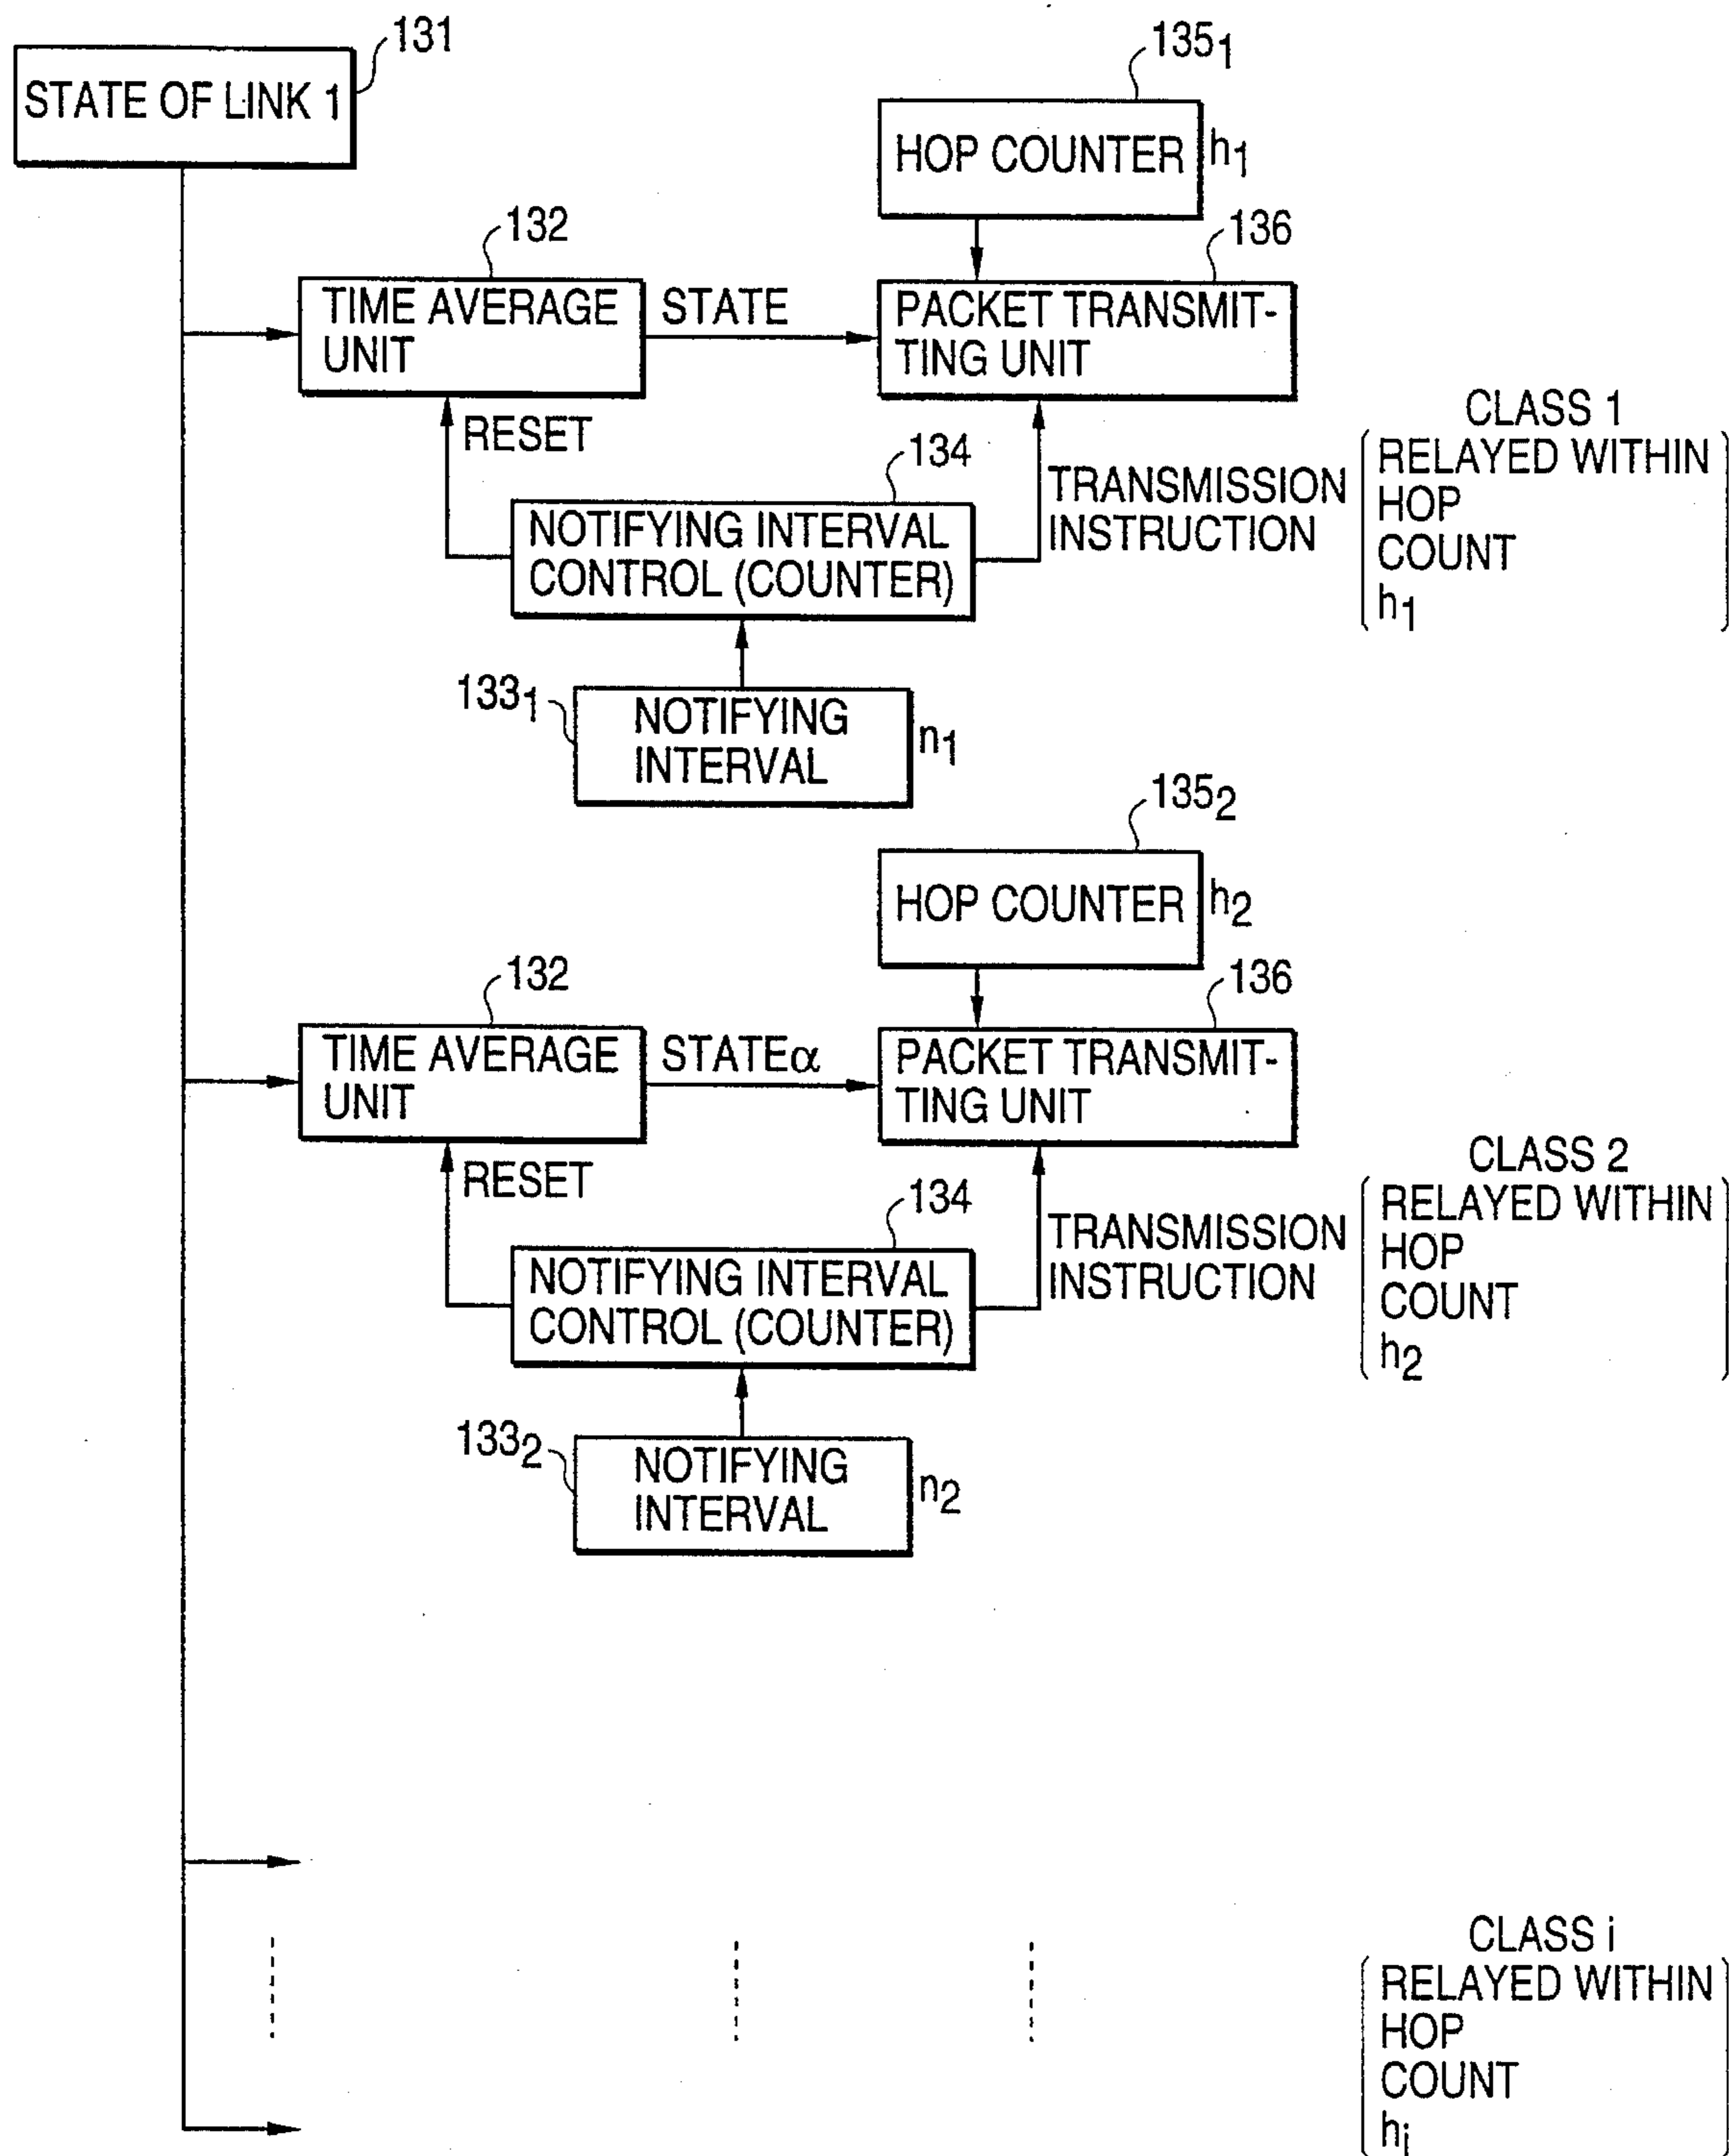 131
STATE OF LINK 1
135₁
HOP COUNTER h₁
132
136
TIME AVERAGE
UNIT
STATE
PACKET TRANSMIT-
TING UNIT
RESET
134
TRANSMISSION
INSTRUCTION
NOTIFYING INTERVAL
CONTROL (COUNTER)
CLASS 1
RELAYED WITHIN
HOP
COUNT
h₁
133₁
NOTIFYING
INTERVAL
n₁
135₂
HOP COUNTER h₂
132
136
TIME AVERAGE
UNIT
STATEα
PACKET TRANSMIT-
TING UNIT
RESET
134
TRANSMISSION
INSTRUCTION
NOTIFYING INTERVAL
CONTROL (COUNTER)
CLASS 2
RELAYED WITHIN
HOP
COUNT
h₂
133₂
NOTIFYING
INTERVAL
n₂
CLASS i
RELAYED WITHIN
HOP
COUNT
hᵢ